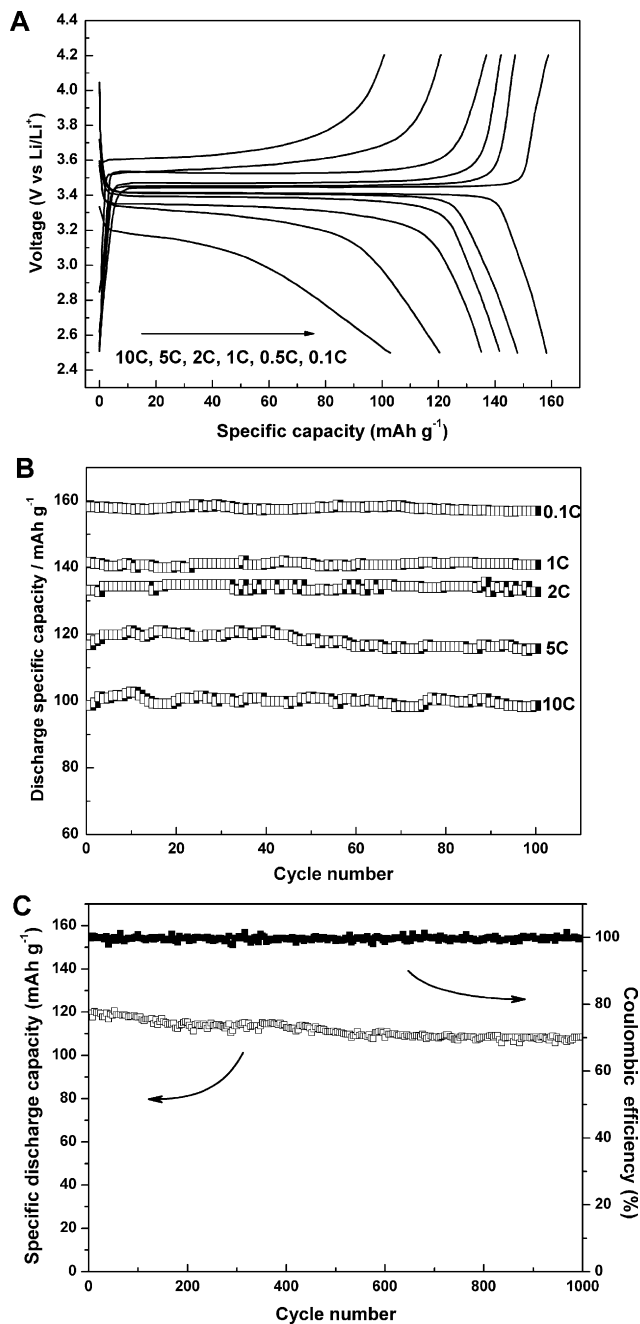 A
4.4
4.2
4.0
3.8
3.6
3.4
3.2
3.0
2.8
2.6
2.4
Voltage (V vs Li/Li⁺)
10C, 5C, 2C, 1C, 0.5C, 0.1C
0 20 40 60 80 100 120 140 160
Specific capacity (mAh g⁻¹)
B
160
140
120
100
80
60
Discharge specific capacity / mAh g⁻¹
0.1C
1C
2C
5C
10C
0 20 40 60 80 100
Cycle number
C
160
140
120
100
80
60
40
20
0
Specific discharge capacity (mAh g⁻¹)
100
80
60
40
20
0
Coulombic efficiency (%)
0 200 400 600 800 1000
Cycle number